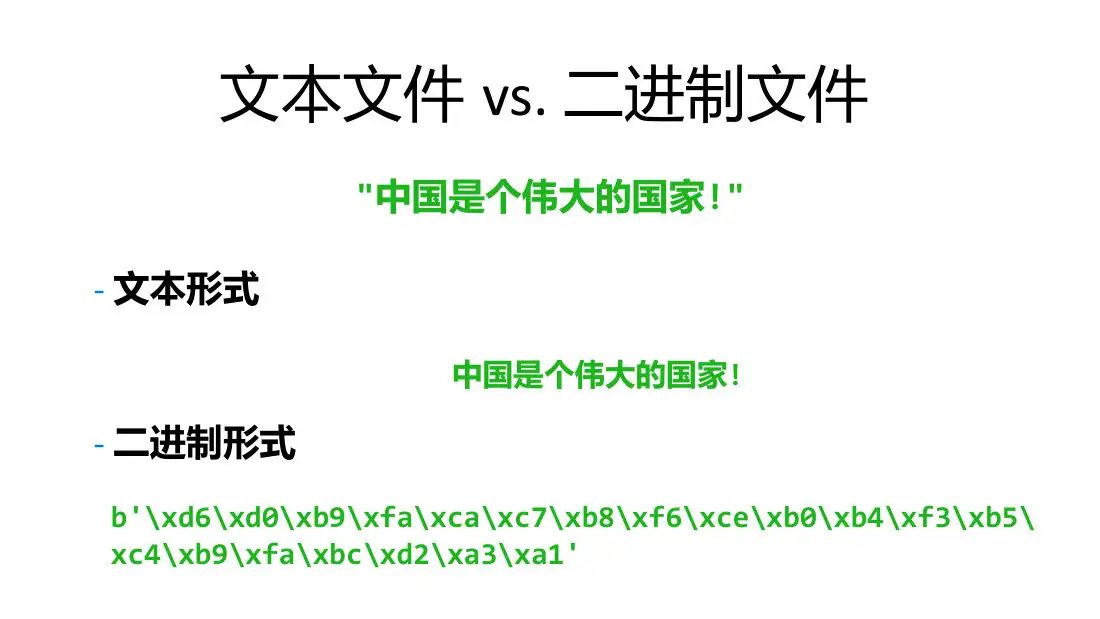 文本文件 vs. 二进制文件
"中国是个伟大的国家!"
- 文本形式
中国是个伟大的国家!
- 二进制形式
b'\xd6\xd0\xb9\xfa\xca\xc7\xb8\xf6\xce\xb0\xb4\xf3\xb5\
xc4\xb9\xfa\xbc\xd2\xa3\xa1'